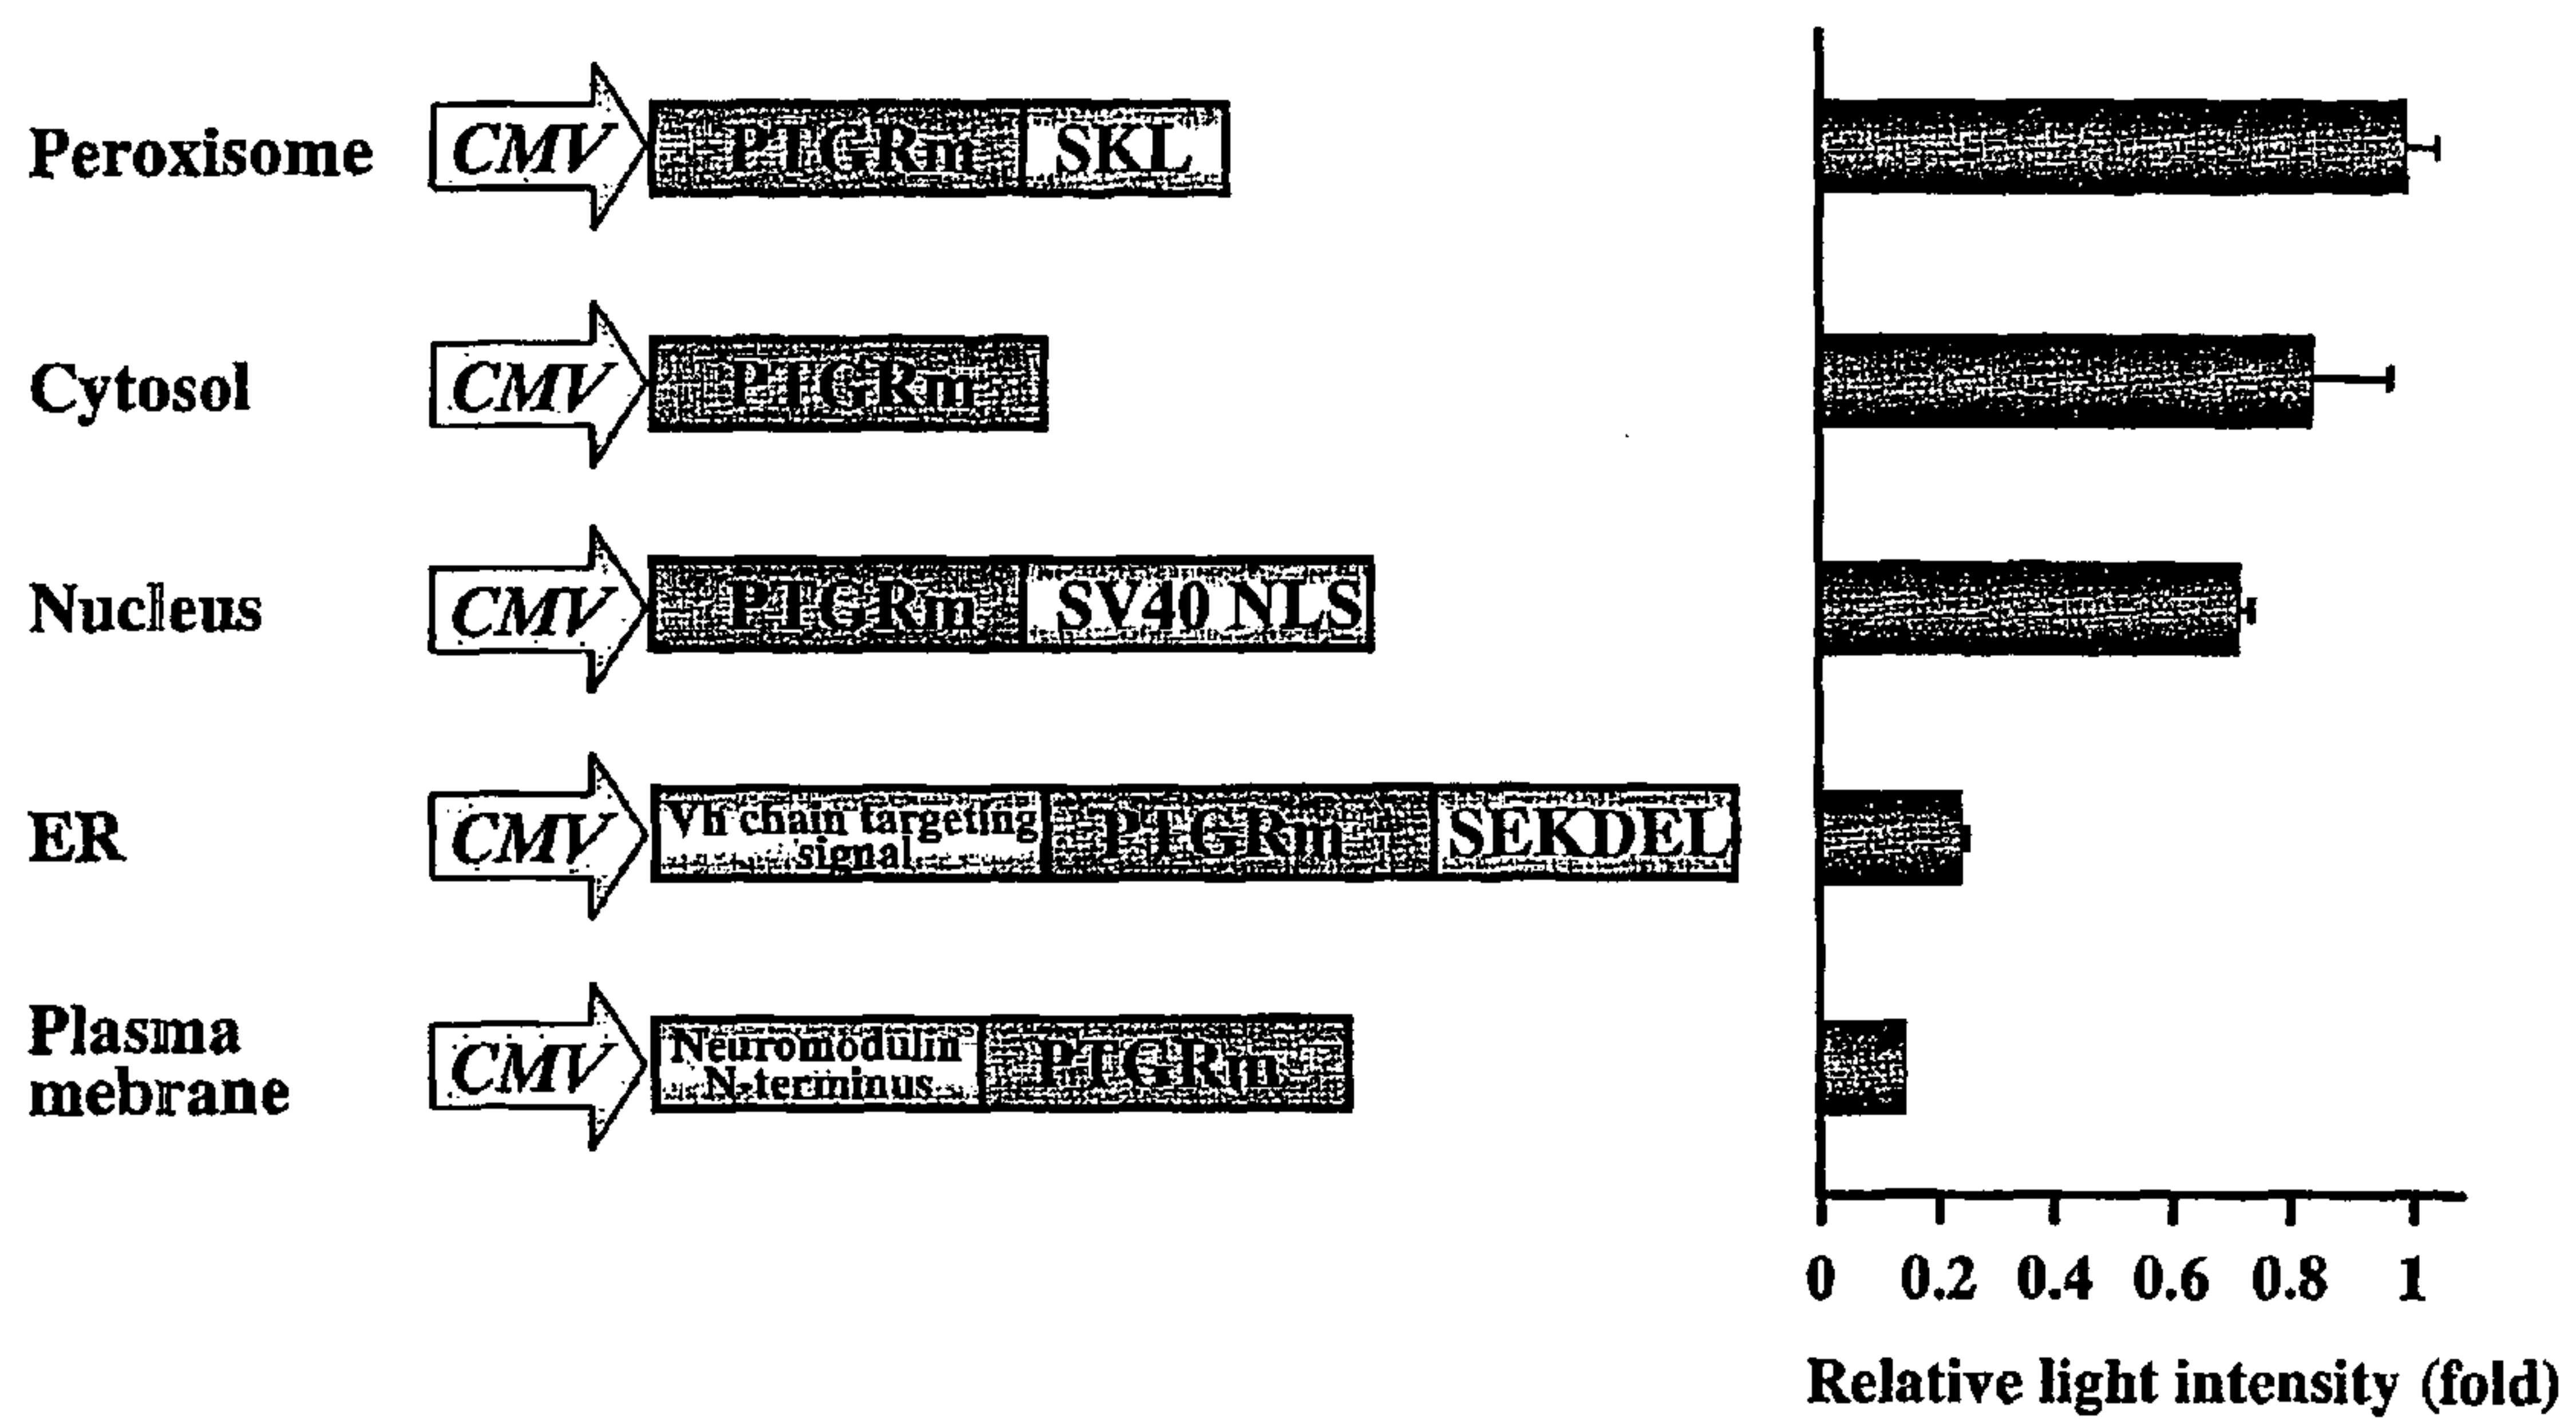 Peroxisome CMV PTGRm SKL
Cytosol CMV PTGRm
Nucleus CMV PTGRm SV40 NLS
ER CMV Vh chain targeting signal PTGRm SEKDEL
Plasma mebrane CMV Neuromodulin N-terminus PTGRm
0 0.2 0.4 0.6 0.8 1
Relative light intensity (fold)